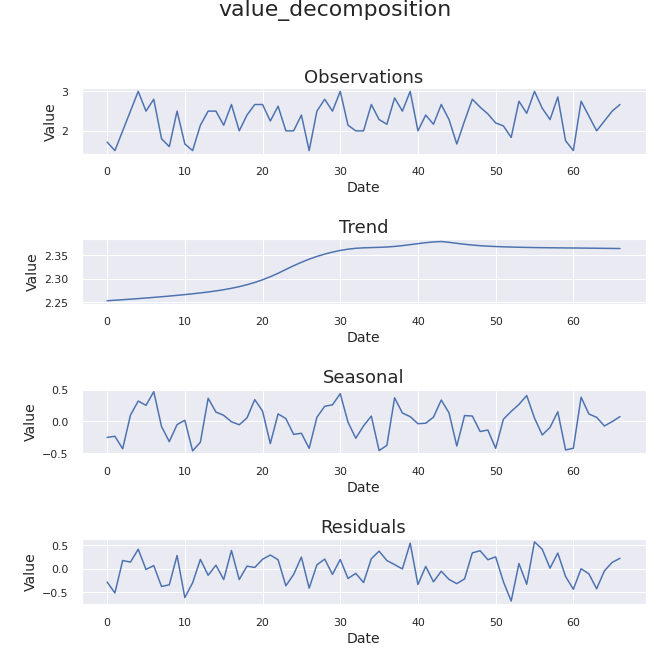 value_decomposition
Observations
3
2
Value
0 10 20 30 40 50 60
Date
Trend
2.35
2.30
2.25
Value
0 10 20 30 40 50 60
Date
Seasonal
0.5
0.0
−0.5
Value
0 10 20 30 40 50 60
Date
Residuals
0.5
0.0
−0.5
Value
0 10 20 30 40 50 60
Date